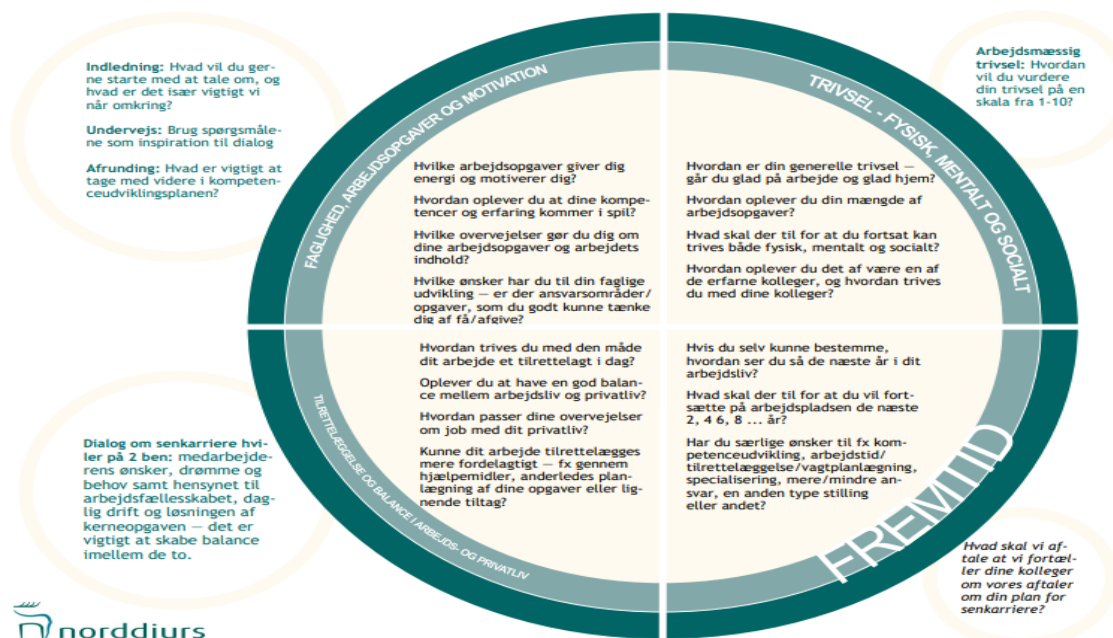 Indledning: Hvad vil du ger-
ne starte med at tale om, og
hvad er det især vigtigt vi
når omkring?
Undervejs: Brug spørgsmåle-
ne som inspiration til dialog
Afrunding: Hvad er vigtigt at
tage med videre i kompeten-
ceudviklingsplanen?
FAGLIGHED, ARBEJDSOPGAVER OG MOTIVATION
Hvilke arbejdsopgaver giver dig
energi og motiverer dig?
Hvordan oplever du at dine kompe-
tencer og erfaring kommer i spil?
Hvilke overvejelser gør du dig om
dine arbejdsopgaver og arbejdets
indhold?
Hvilke ønsker har du til din faglige
udvikling — er der ansvarsområder/
opgaver, som du godt kunne tænke
dig af få/afgive?
TRIVSEL - FYSISK, MENTALT OG SOCIALT
Hvordan er din generelle trivsel —
går du glad på arbejde og glad hjem?
Hvordan oplever du din mængde af
arbejdsopgaver?
Hvad skal der til for at du fortsat kan
trives både fysisk, mentalt og socialt?
Hvordan oplever du det af være en af
de erfarne kolleger, og hvordan trives
du med dine kolleger?
Arbejdsmæssig
trivsel: Hvordan
vil du vurdere
din trivsel på en
skala fra 1-10?
Dialog om senkarriere hvi-
ler på 2 ben: medarbejde-
rens ønsker, drømme og
behov samt hensynet til
arbejdsfællesskabet, dag-
lig drift og løsningen af
kerneopgaven — det er
vigtigt at skabe balance
imellem de to.
TILRETTELÆGGELSE OG BALANCE I ARBEJDS- OG PRIVATLIV
Hvordan trives du med den måde
dit arbejde et tilrettelagt i dag?
Oplever du at have en god balan-
ce mellem arbejdsliv og privatliv?
Hvordan passer dine overvejelser
om job med dit privatliv?
Kunne dit arbejde tilrettelægges
mere fordelagtigt — fx gennem
hjælpemidler, anderledes plan-
lægning af dine opgaver eller lig-
nende tiltag?
Hvis du selv kunne bestemme,
hvordan ser du så de næste år i dit
arbejdsliv?
Hvad skal der til for at du vil fort-
sætte på arbejdspladsen de næste
2, 4 6, 8 ... år?
Har du særlige ønsker til fx kom-
petenceudvikling, arbejdstid/
tilrettelæggelse/vagtplanlægning,
specialisering, mere/mindre an-
svar, en anden type stilling
eller andet?
FREMTID
Hvad skal vi af-
tale at vi fortæl-
ler dine kolleger
om vores aftaler
om din plan for
senkarriere?
norddjurs